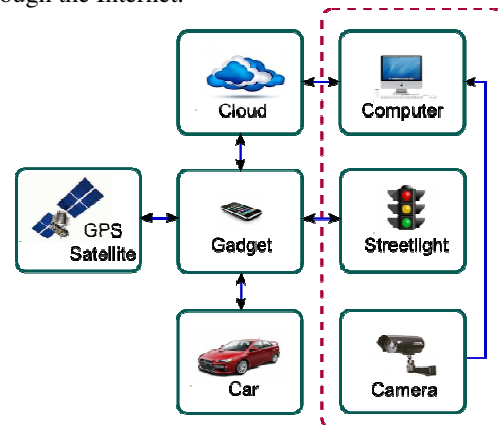 ough the Internet.
Cloud
Computer
GPS
Satellite
Gadget
Streetlight
Car
Camera